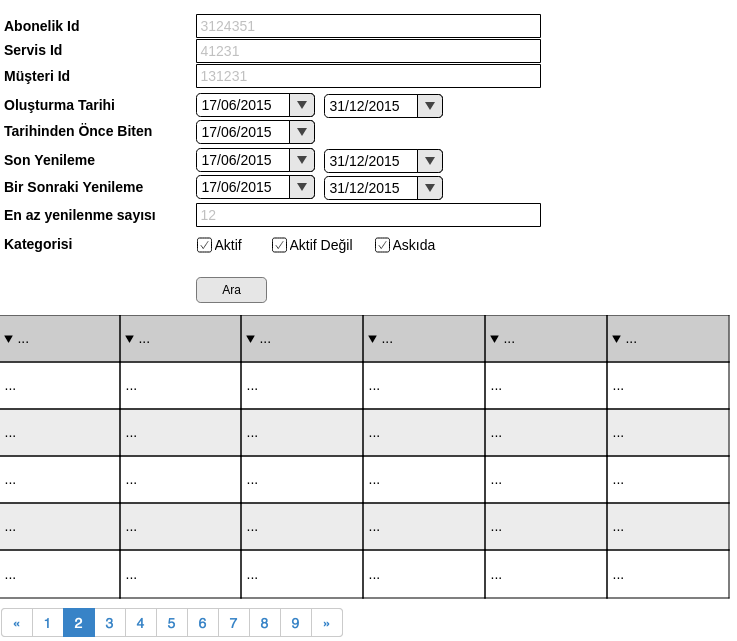 Abonelik Id 3124351
Servis Id 41231
Müşteri Id 131231
Oluşturma Tarihi 17/06/2015 31/12/2015
Tarihinden Önce Biten 17/06/2015
Son Yenileme 17/06/2015 31/12/2015
Bir Sonraki Yenileme 17/06/2015 31/12/2015
En az yenilenme sayısı 12
Kategorisi Aktif Aktif Değil Askıda
Ara
... ... ... ... ... ...
... ... ... ... ... ...
... ... ... ... ... ...
... ... ... ... ... ...
... ... ... ... ... ...
... ... ... ... ... ...
« 1 2 3 4 5 6 7 8 9 »